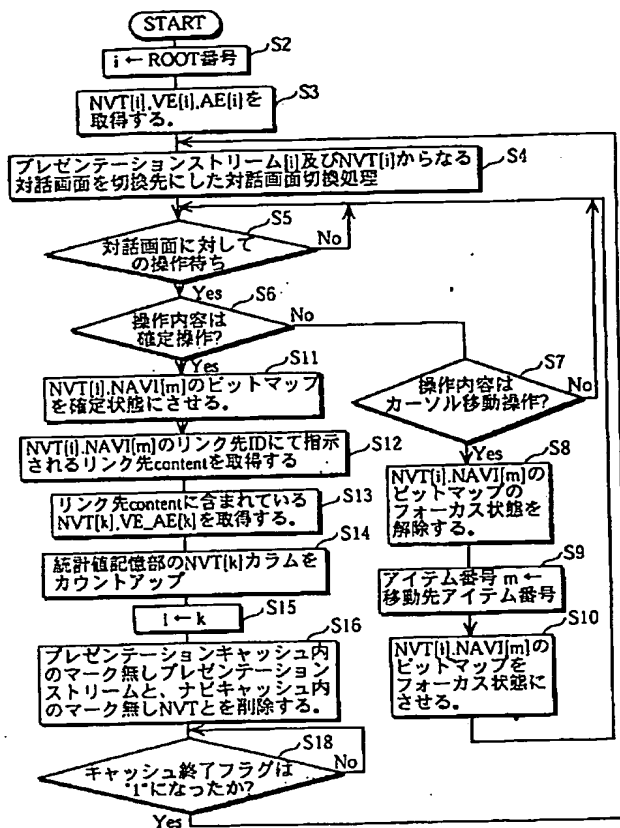 START
S2
i ← ROOT番号
S3
NVT[i].VE[i].AE[i]を
取得する。
S4
プレゼンテーションストリーム[i]及びNVT[i]からなる
対話画面を切換先にした対話画面切換処理
S5
対話画面に対して
の操作待ち
No
Yes
S6
操作内容は
確定操作?
No
Yes
S11
NVT[i].NAVI[m]のビットマップ
を確定状態にさせる。
S12
NVT[i].NAVI[m]のリンク先IDにて指示
されるリンク先contentを取得する
S13
リンク先contentに含まれている
NVT[k].VE_AE[k]を取得する。
S14
統計値記憶部のNVT[k]カラムを
カウントアップ
S15
i ← k
S16
プレゼンテーションキャッシュ内
のマーク無しプレゼンテーション
ストリームと、ナビキャッシュ内
のマーク無しNVTとを削除する。
S18
キャッシュ終了フラグは
"1"になったか?
No
Yes
S7
操作内容は
カーソル移動操作?
No
Yes
S8
NVT[i].NAVI[m]の
ビットマップの
フォーカス状態を
解除する。
S9
アイテム番号 m ←
移動先アイテム番号
S10
NVT[i].NAVI[m]の
ビットマップを
フォーカス状態に
させる。